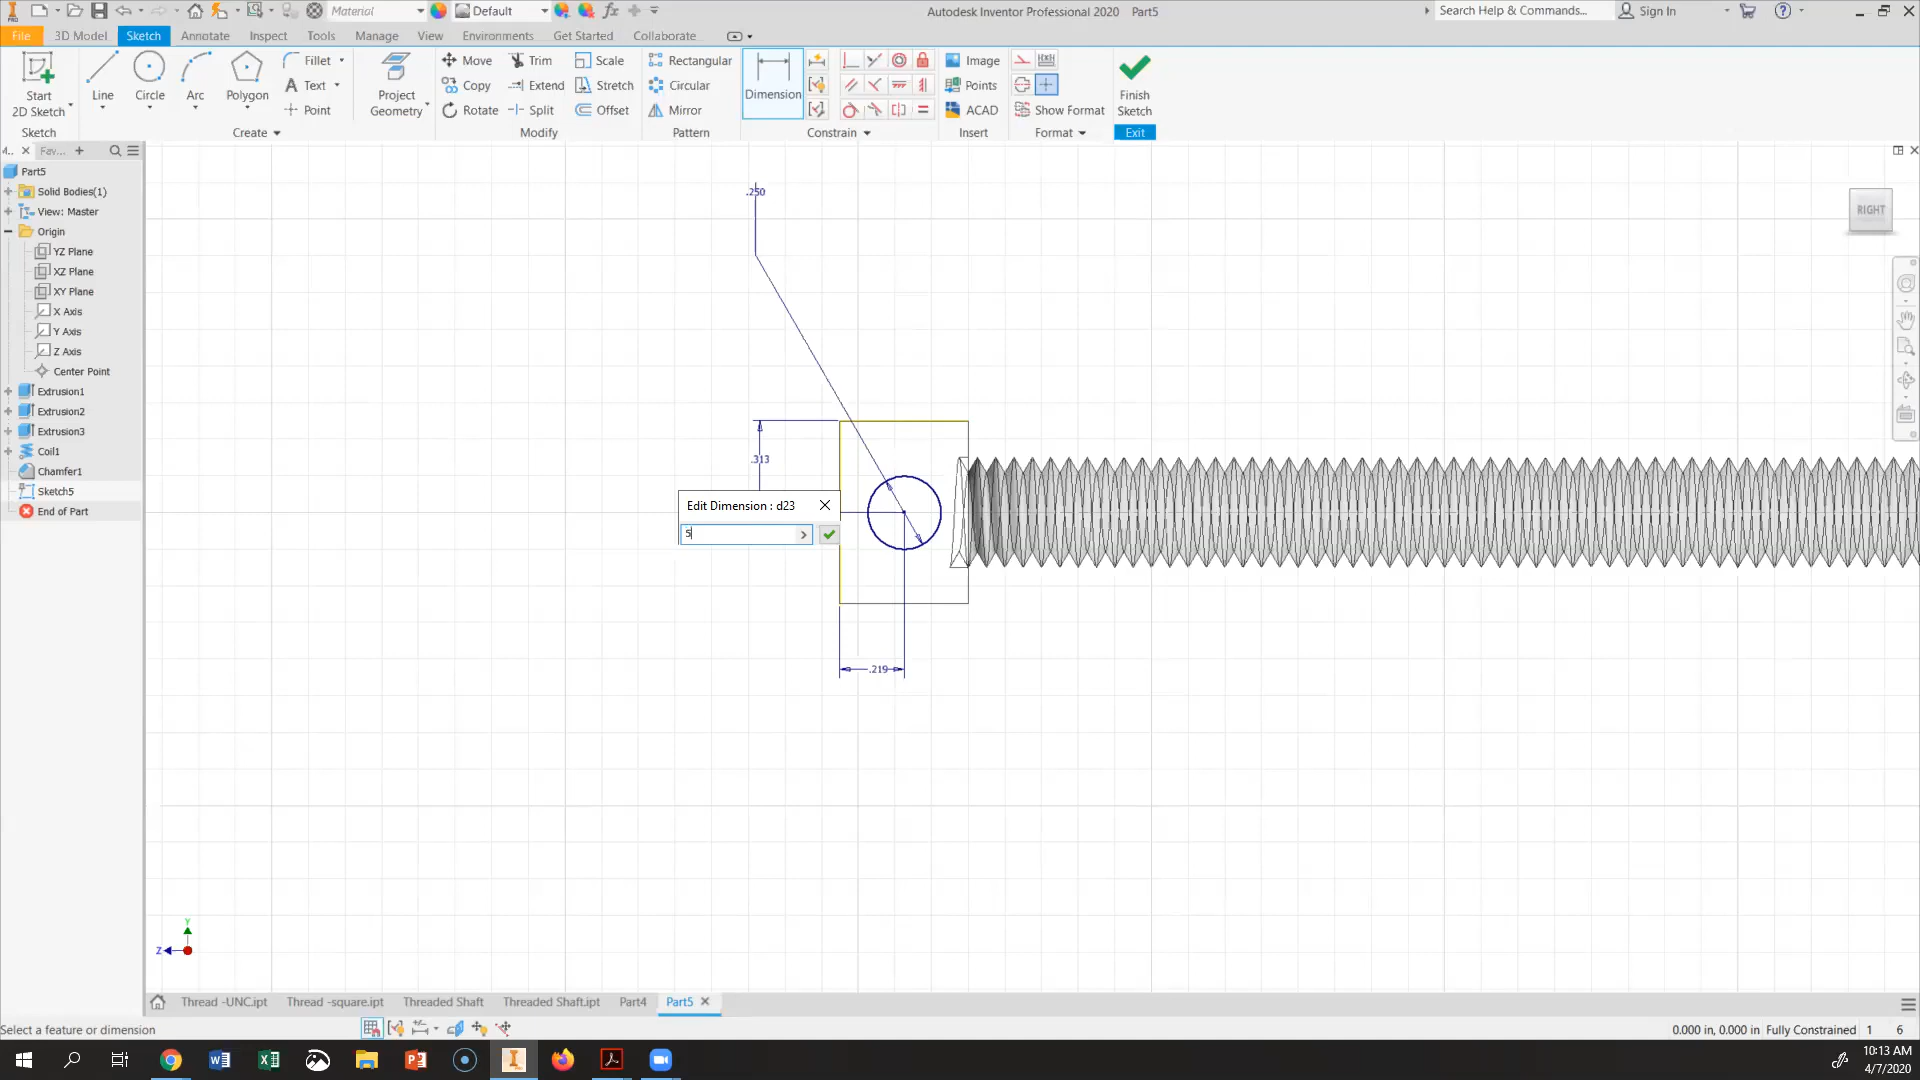 Material
Default
Autodesk Inventor Professional 2020 Part5
Search Help & Commands...
Sign In
File 3D Model Sketch Annotate Inspect Tools Manage View Environments Get Started Collaborate
Start
2D Sketch
Line
Circle
Arc
Polygon
Fillet
Text
Point
Project
Geometry
Move
Copy
Rotate
Trim
Extend
Split
Scale
Stretch
Offset
Rectangular
Circular
Mirror
Dimension
Image
Points
ACAD
Show Format
Finish
Sketch
Sketch Create Modify Pattern Constrain Insert Format Exit
Fav...
Part5
Solid Bodies(1)
View: Master
Origin
YZ Plane
XZ Plane
XY Plane
X Axis
Y Axis
Z Axis
Center Point
Extrusion1
Extrusion2
Extrusion3
Coil1
Chamfer1
Sketch5
End of Part
RIGHT
.250
.313
Edit Dimension : d23
5
.219
Y
Z
Thread -UNC.ipt Thread -square.ipt Threaded Shaft Threaded Shaft.ipt Part4 Part5
Select a feature or dimension
0.000 in, 0.000 in Fully Constrained 1 6
10:13 AM
4/7/2020